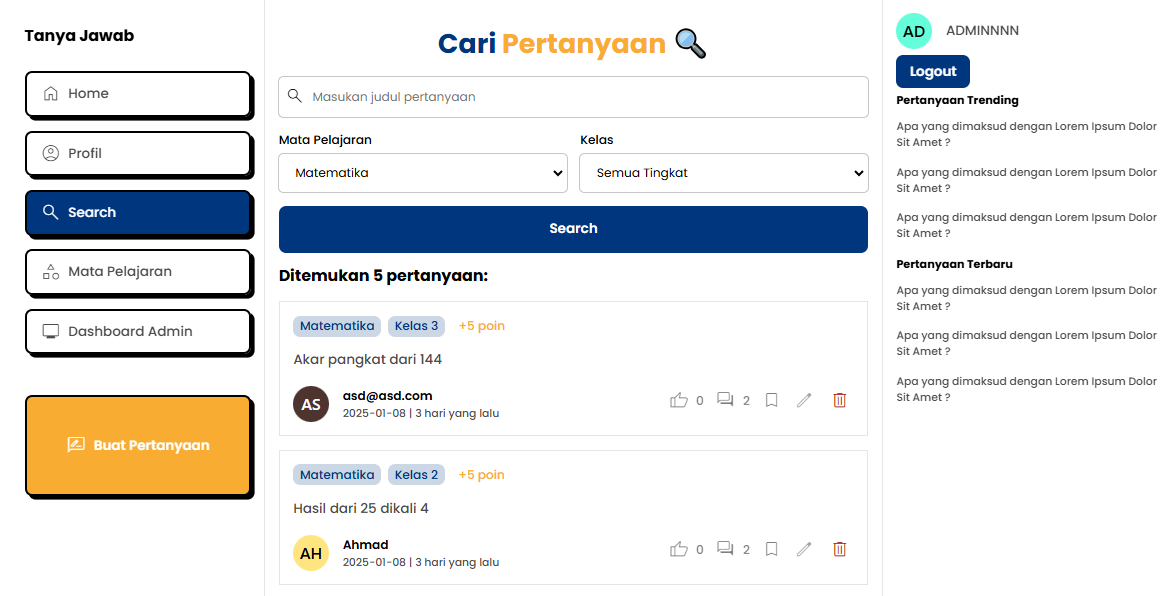 Tanya Jawab
Home
Profil
Search
Mata Pelajaran
Dashboard Admin
Buat Pertanyaan
Cari Pertanyaan
Masukan judul pertanyaan
Mata Pelajaran Kelas
Matematika Semua Tingkat
Search
Ditemukan 5 pertanyaan:
Matematika Kelas 3 +5 poin
Akar pangkat dari 144
AS asd@asd.com
2025-01-08 | 3 hari yang lalu
0 2
Matematika Kelas 2 +5 poin
Hasil dari 25 dikali 4
AH Ahmad
2025-01-08 | 3 hari yang lalu
0 2
AD ADMINNNN
Logout
Pertanyaan Trending
Apa yang dimaksud dengan Lorem Ipsum Dolor
Sit Amet ?
Apa yang dimaksud dengan Lorem Ipsum Dolor
Sit Amet ?
Apa yang dimaksud dengan Lorem Ipsum Dolor
Sit Amet ?
Pertanyaan Terbaru
Apa yang dimaksud dengan Lorem Ipsum Dolor
Sit Amet ?
Apa yang dimaksud dengan Lorem Ipsum Dolor
Sit Amet ?
Apa yang dimaksud dengan Lorem Ipsum Dolor
Sit Amet ?